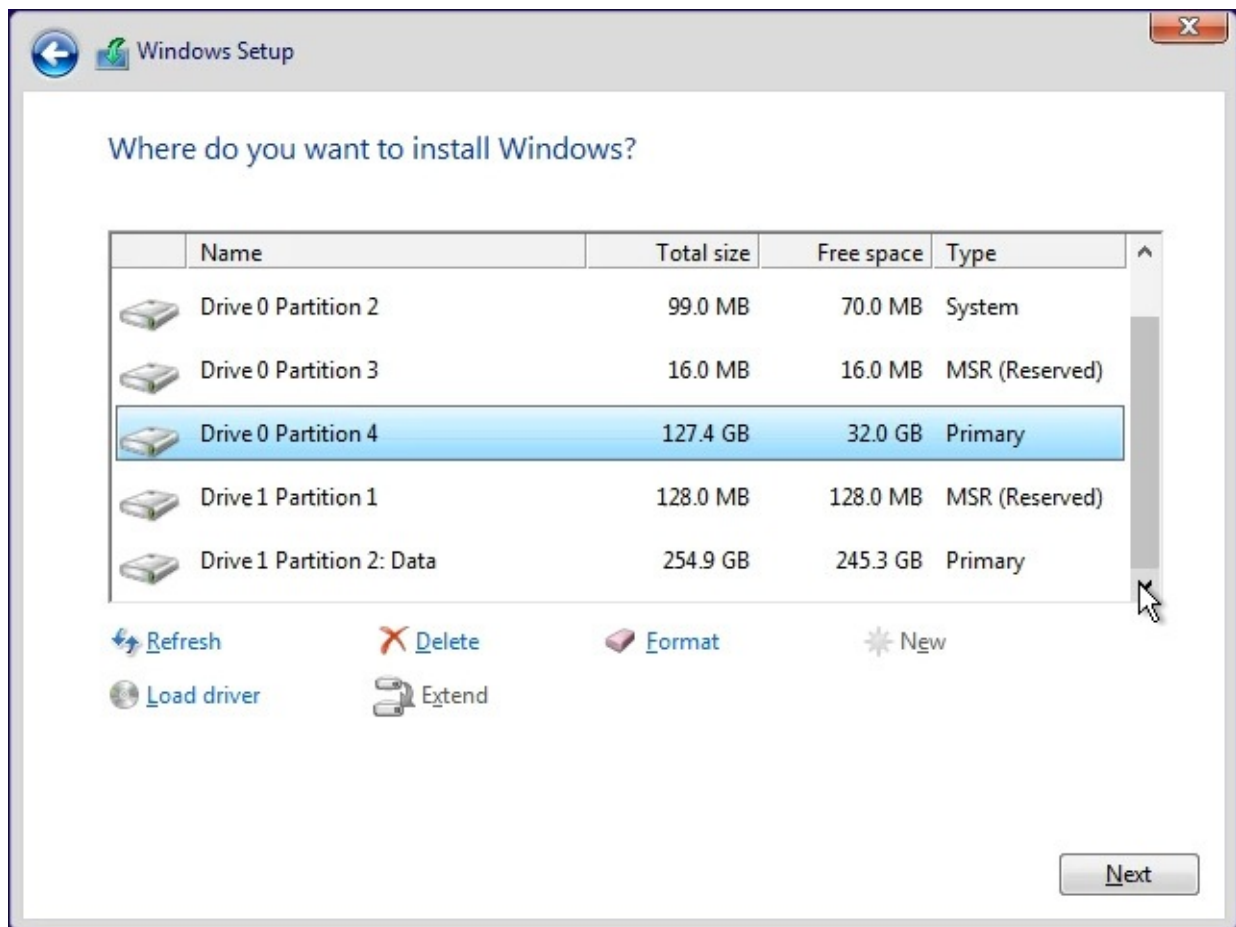 Windows Setup
Where do you want to install Windows?
Name Total size Free space Type
Drive 0 Partition 2 99.0 MB 70.0 MB System
Drive 0 Partition 3 16.0 MB 16.0 MB MSR (Reserved)
Drive 0 Partition 4 127.4 GB 32.0 GB Primary
Drive 1 Partition 1 128.0 MB 128.0 MB MSR (Reserved)
Drive 1 Partition 2: Data 254.9 GB 245.3 GB Primary
Refresh Delete Format New
Load driver Extend
Next